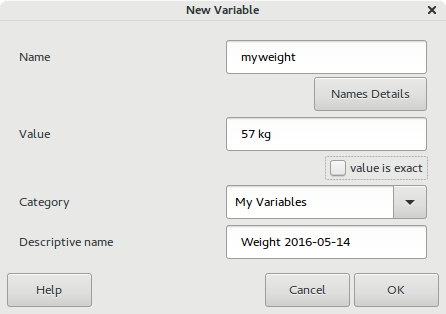 New Variable
Name myweight
Names Details
Value 57 kg
value is exact
Category My Variables
Descriptive name Weight 2016-05-14
Help Cancel OK